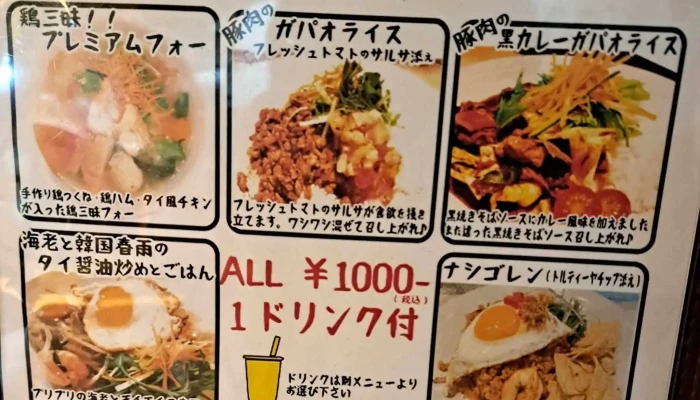 鶏三昧！！
プレミアムフォー
手作り鶏つくね・鶏ハム・タイ風チキン
が入った鶏三昧フォー
豚肉の
ガパオライス
フレッシュトマトのサルサ添え
フレッシュトマトのサルサが食欲を掻き
立てます。ワシワシ混ぜて召し上がれ♪
豚肉の
黒カレーガパオライス
黒焼きそばソースにカレー風味を加えました
また違った黒焼きそばソース召し上がれ♪
海老と韓国春雨の
タイ醤油炒めとごはん
プリプリの海老と
ALL ￥1000-
(税込)
1ドリンク付
ドリンクは別メニューより
お選び下さい
ナシゴレン(トルティーヤチップ添え)